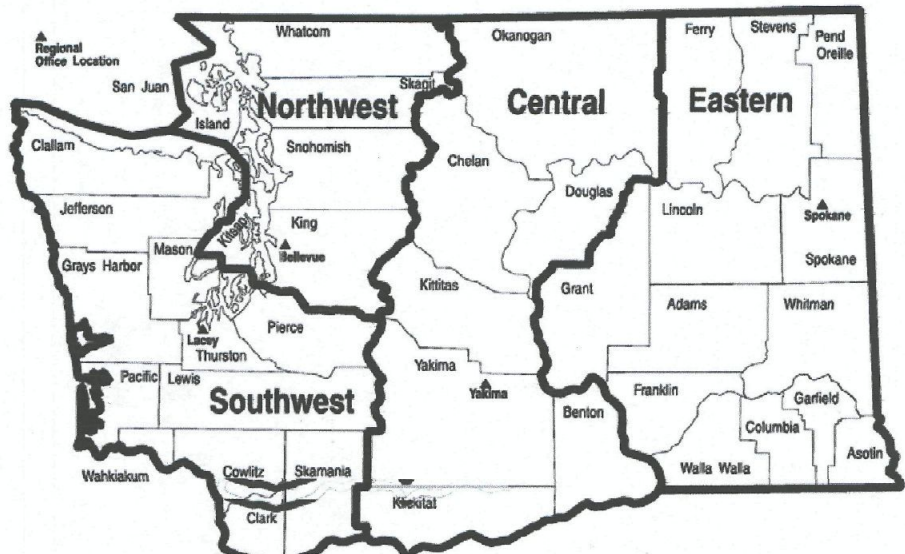 Regional
Office Location
San Juan
Whatcom
Skagit
Northwest
Island
Snohomish
King
Bellevue
Kitsap
Clallam
Jefferson
Mason
Grays Harbor
Lacey
Thurston
Pierce
Pacific
Lewis
Southwest
Wahkiakum
Cowlitz
Skamania
Clark
Okanogan
Central
Chelan
Douglas
Kittitas
Yakima
Yakima
Benton
Klickitat
Ferry
Stevens
Pend
Oreille
Eastern
Lincoln
Spokane
Spokane
Grant
Adams
Whitman
Franklin
Garfield
Columbia
Walla Walla
Asotin